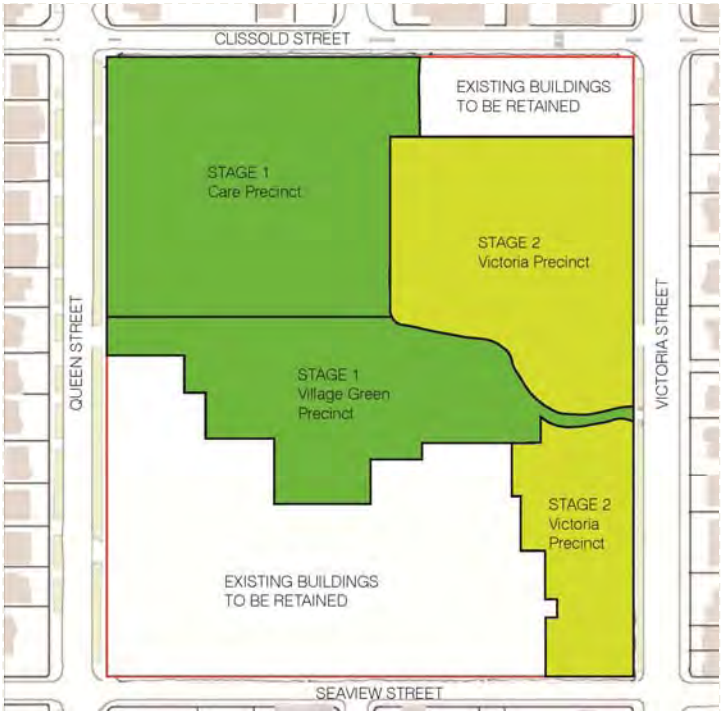 CLISSOLD STREET
EXISTING BUILDINGS
TO BE RETAINED
STAGE 1
Care Precinct
STAGE 2
Victoria Precinct
QUEEN STREET
VICTORIA STREET
STAGE 1
Village Green
Precinct
STAGE 2
Victoria
Precinct
EXISTING BUILDINGS
TO BE RETAINED
SEAVIEW STREET